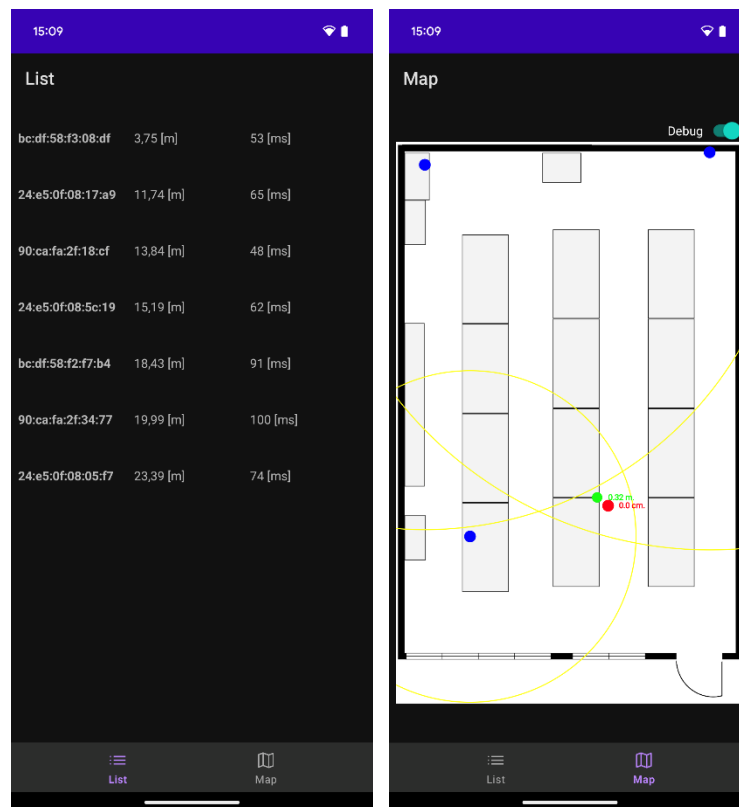 15:09
List
bc:df:58:f3:08:df 3,75 [m] 53 [ms]
24:e5:0f:08:17:a9 11,74 [m] 65 [ms]
90:ca:fa:2f:18:cf 13,84 [m] 48 [ms]
24:e5:0f:08:5c:19 15,19 [m] 62 [ms]
bc:df:58:f2:f7:b4 18,43 [m] 91 [ms]
90:ca:fa:2f:34:77 19,99 [m] 100 [ms]
24:e5:0f:08:05:f7 23,39 [m] 74 [ms]
List Map
15:09
Map
Debug
0.32 m.
0.0 cm.
List Map